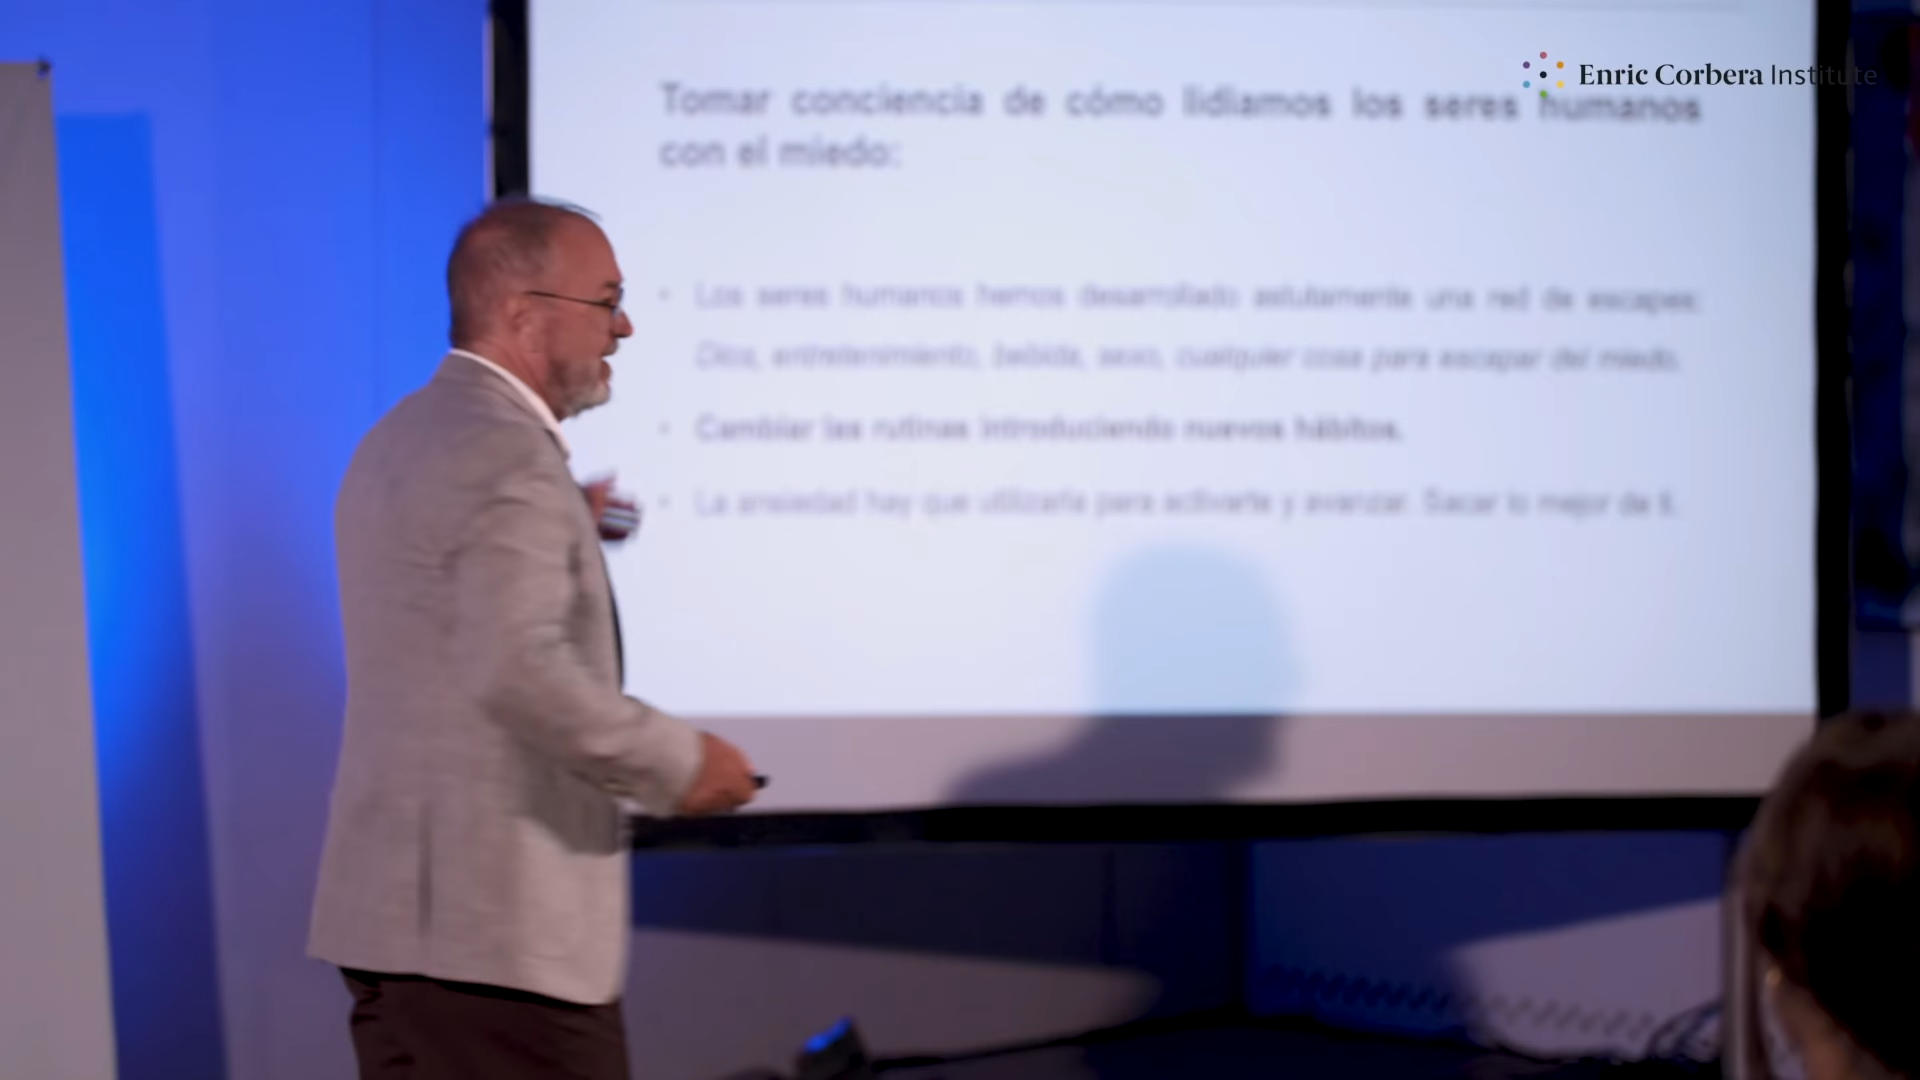 Enric Corbera Institute
Tomar conciencia de cómo lidiamos los seres humanos
con el miedo:
• Los seres humanos hemos desarrollado astutamente una red de escapes:
Dios, entretenimiento, bebida, sexo, cualquier cosa para escapar del miedo.
• Cambiar las rutinas introduciendo nuevos hábitos.
• La ansiedad hay que utilizarla para activarte y avanzar. Sacar lo mejor de ti.